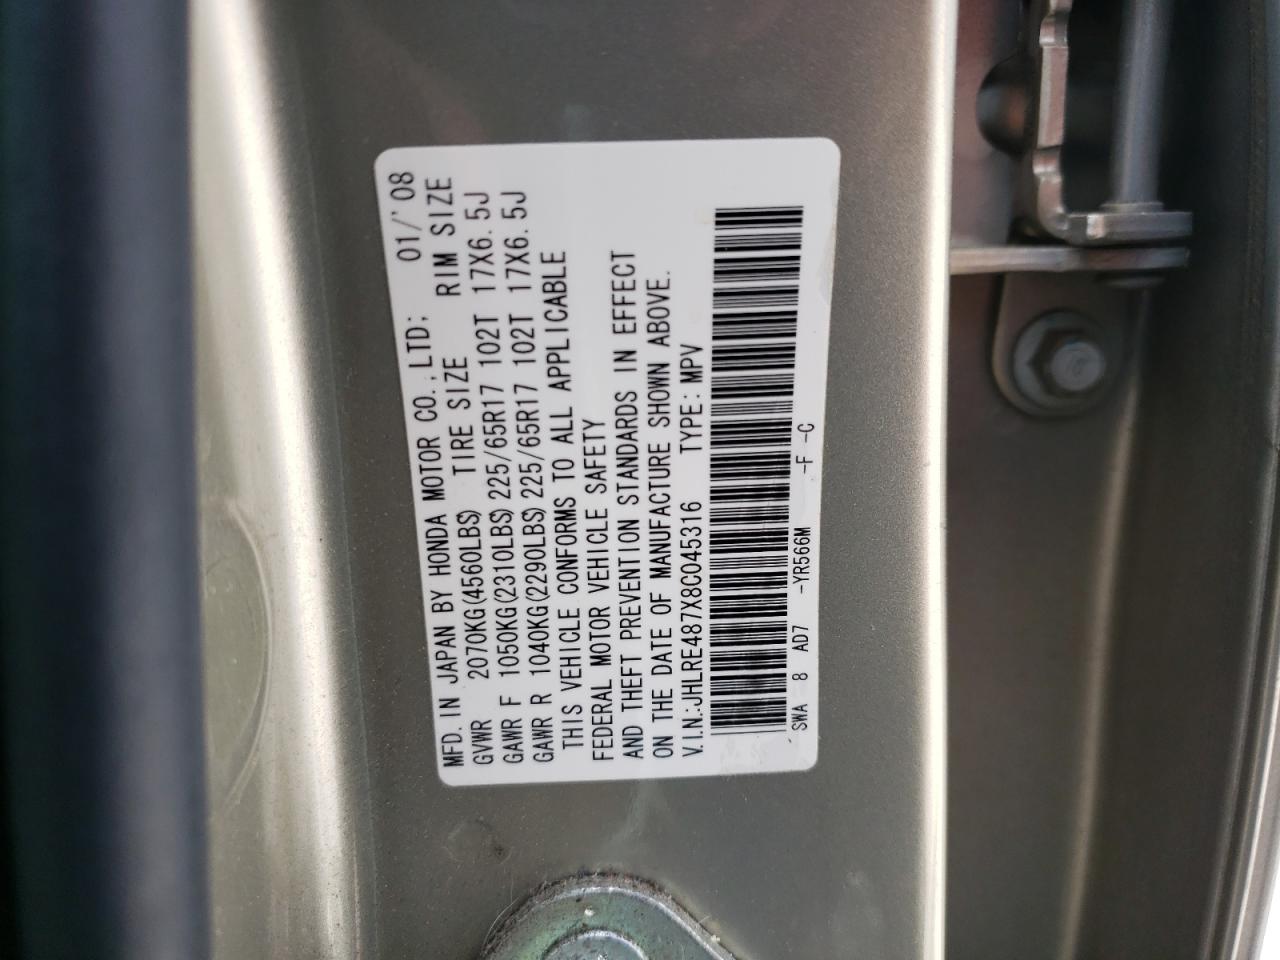 MFD. IN JAPAN BY HONDA MOTOR CO., LTD; 01/'08
GVWR 2070KG(4560LBS) TIRE SIZE RIM SIZE
GAWR F 1050KG(2310LBS) 225/65R17 102T 17X6.5J
GAWR R 1040KG(2290LBS) 225/65R17 102T 17X6.5J
THIS VEHICLE CONFORMS TO ALL APPLICABLE
FEDERAL MOTOR VEHICLE SAFETY
AND THEFT PREVENTION STANDARDS IN EFFECT
ON THE DATE OF MANUFACTURE SHOWN ABOVE.
V.I.N.:JHLRE487X8C045316 TYPE: MPV
SWA 8 AD7 -YR566M -F -C